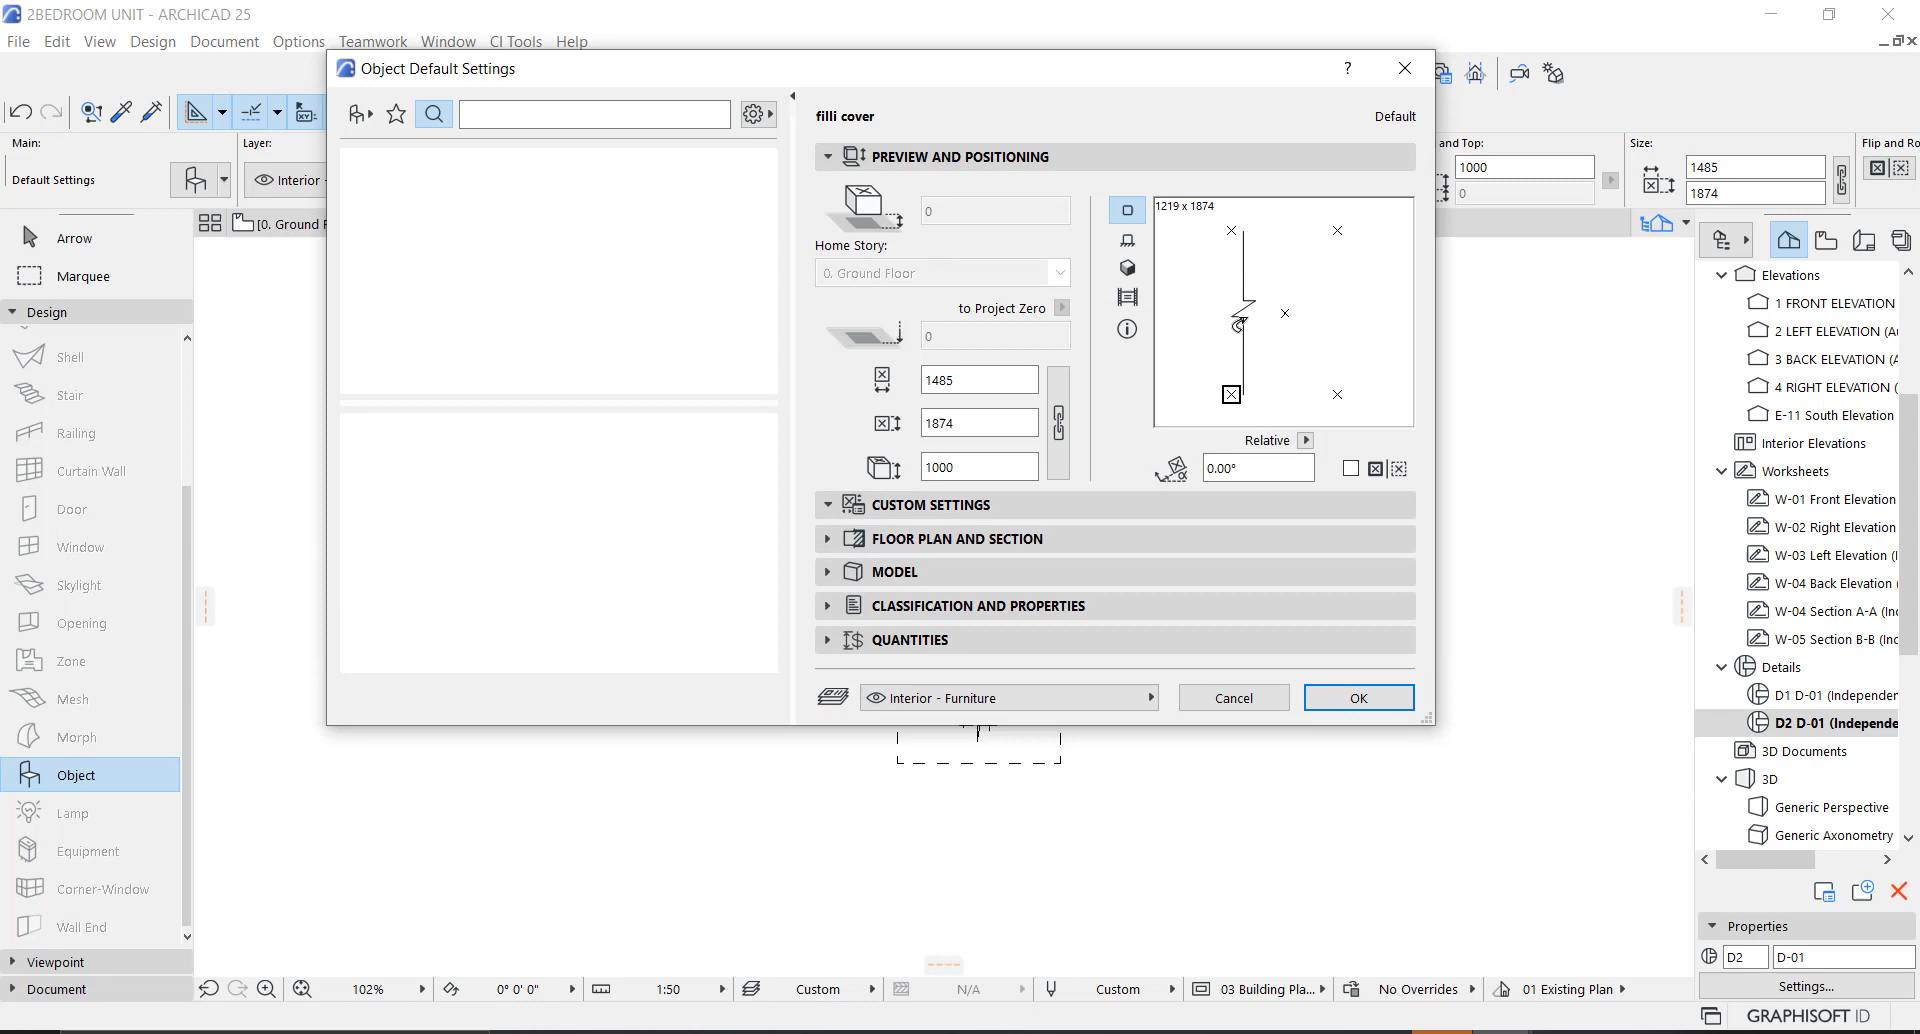 2BEDROOM UNIT - ARCHICAD 25
File Edit View Design Document Options Teamwork Window CI Tools Help
Object Default Settings
?
Main:
Layer:
Default Settings
Interior -
filli cover
Default
and Top:
1000
0
Size:
1485
1874
Flip and Ro
[0. Ground F
PREVIEW AND POSITIONING
0
Home Story:
0. Ground Floor
to Project Zero
0
1485
1874
1000
1219 x 1874
Relative
0.00°
CUSTOM SETTINGS
FLOOR PLAN AND SECTION
MODEL
CLASSIFICATION AND PROPERTIES
QUANTITIES
Interior - Furniture
Cancel
OK
Arrow
Marquee
Design
Shell
Stair
Railing
Curtain Wall
Door
Window
Skylight
Opening
Zone
Mesh
Morph
Object
Lamp
Equipment
Corner-Window
Wall End
Viewpoint
Document
Elevations
1 FRONT ELEVATION
2 LEFT ELEVATION (Au
3 BACK ELEVATION (A
4 RIGHT ELEVATION (
E-11 South Elevation
Interior Elevations
Worksheets
W-01 Front Elevation
W-02 Right Elevation
W-03 Left Elevation (I
W-04 Back Elevation (
W-04 Section A-A (Inc
W-05 Section B-B (Inc
Details
D1 D-01 (Independen
D2 D-01 (Independe
3D Documents
3D
Generic Perspective
Generic Axonometry
Properties
D2
D-01
Settings...
102%
0° 0' 0"
1:50
Custom
N/A
Custom
03 Building Pla...
No Overrides
01 Existing Plan
GRAPHISOFT ID